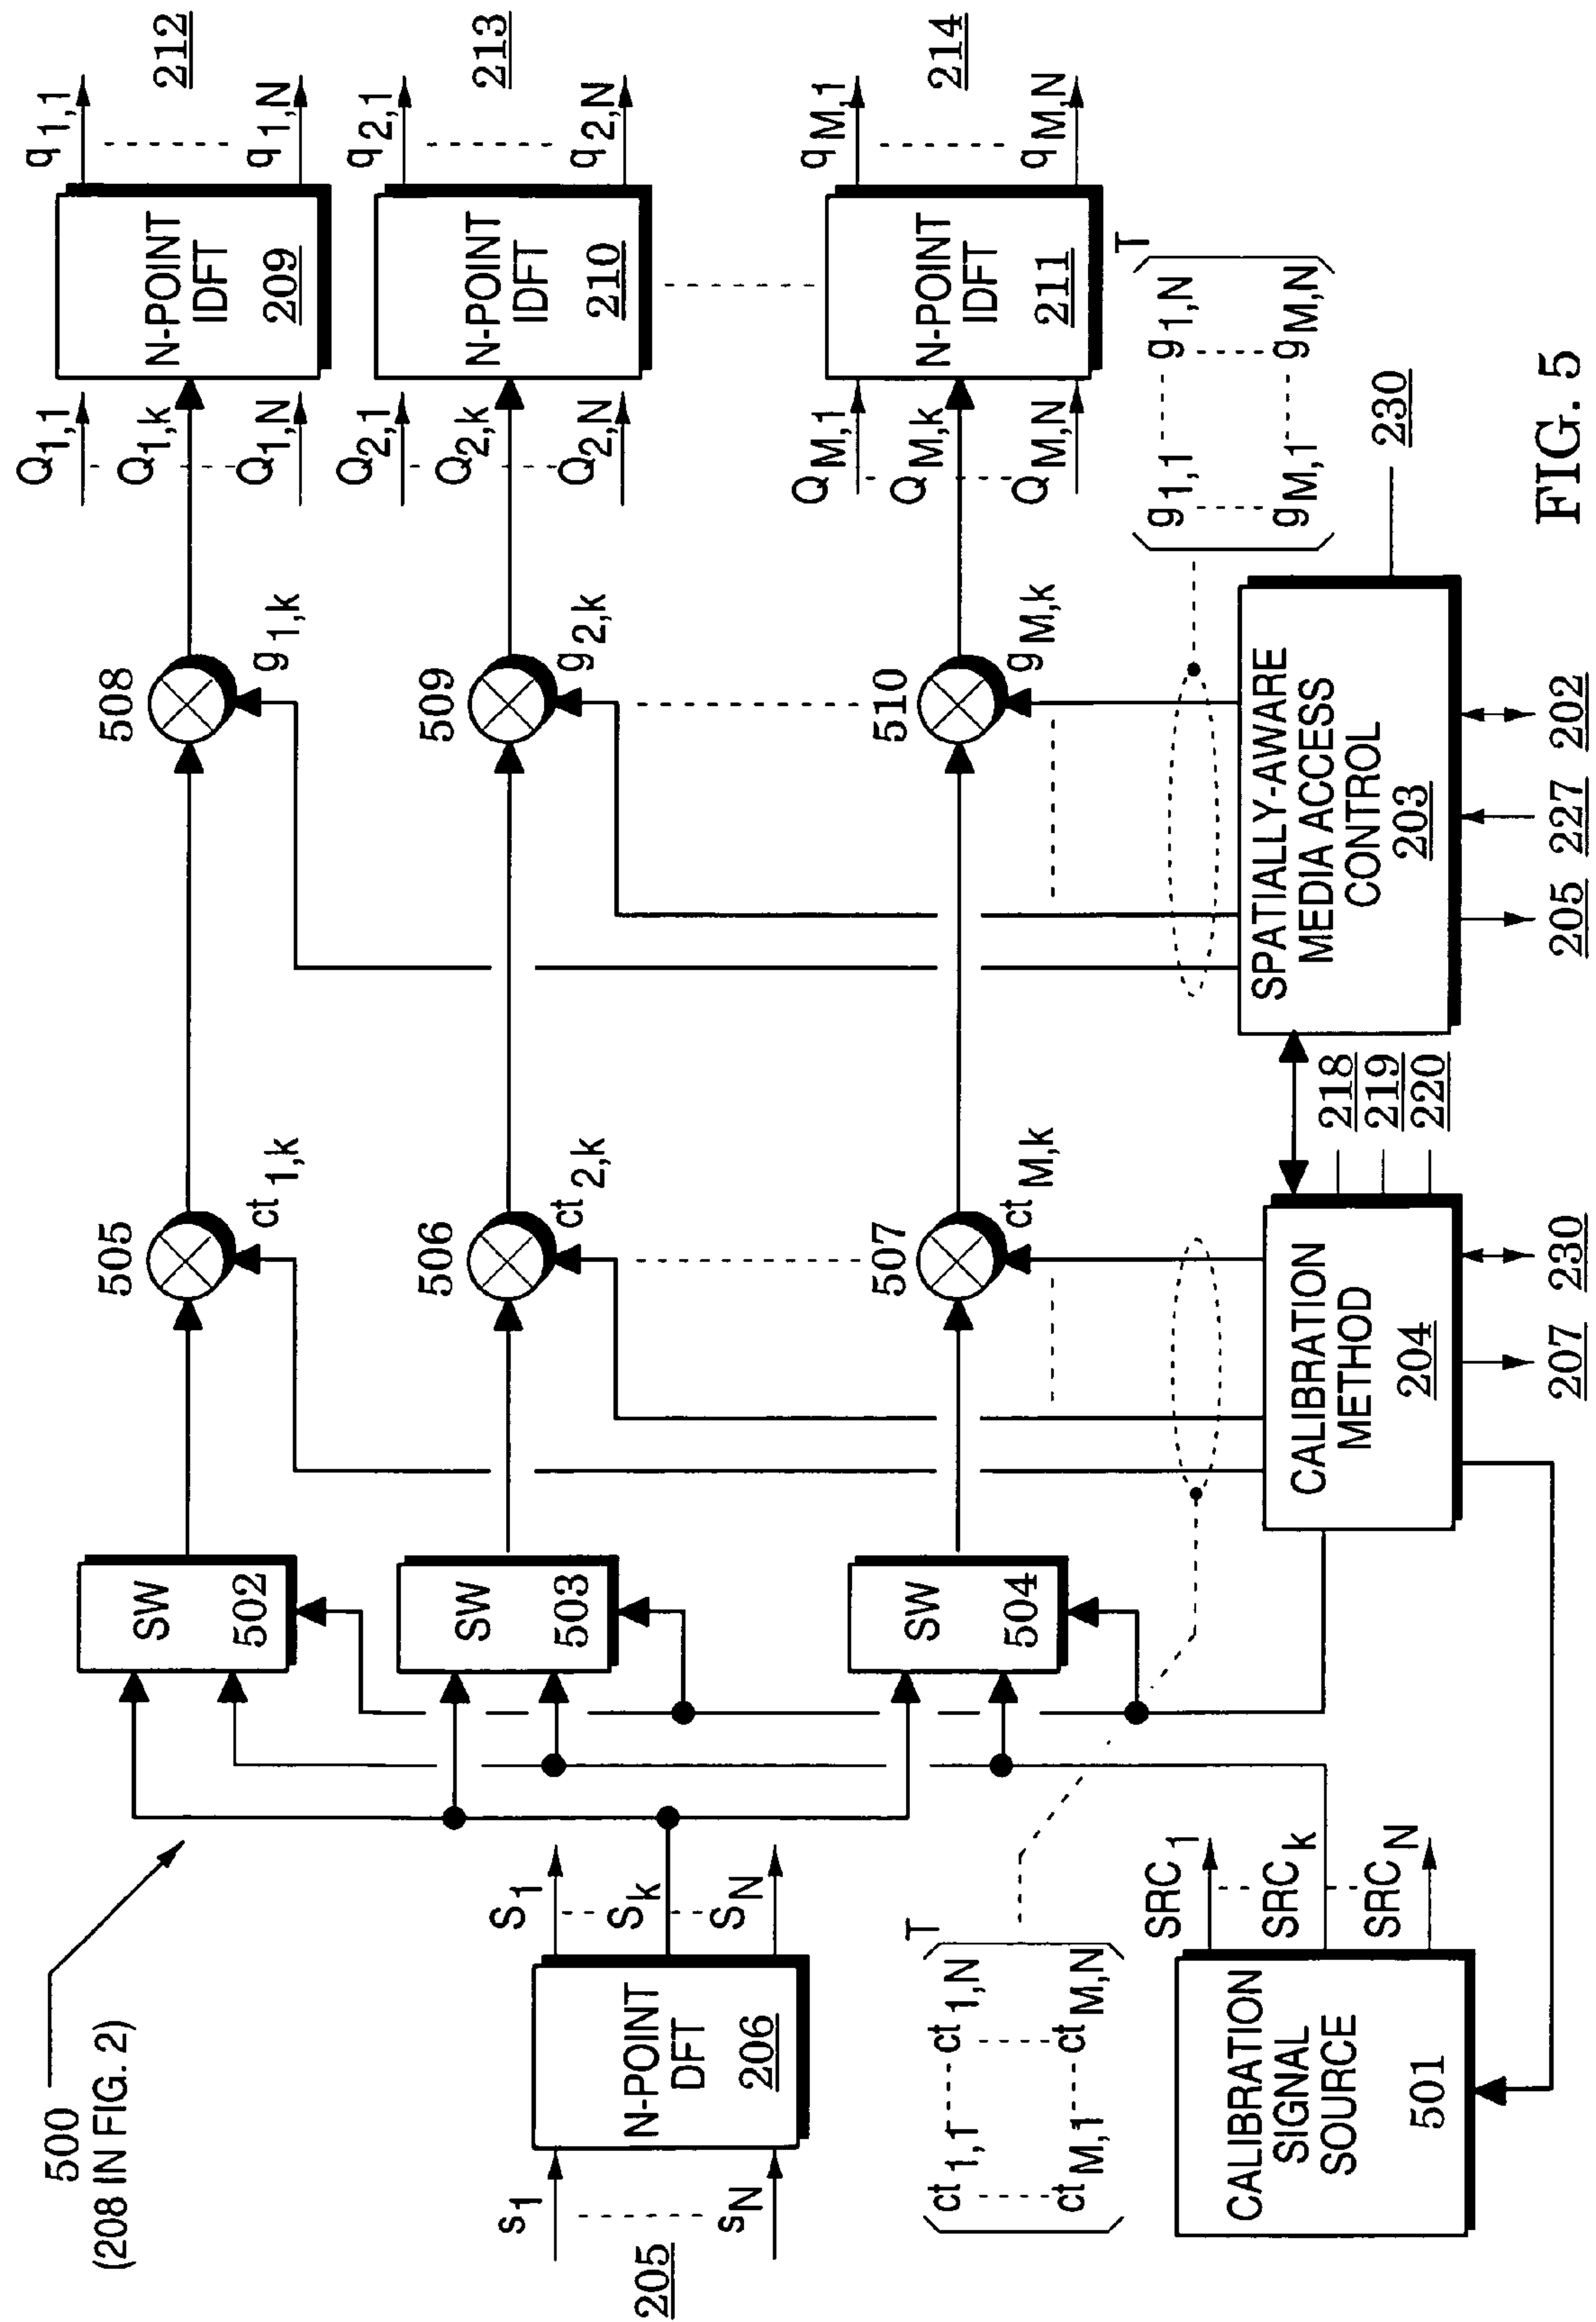 500
(208 IN FIG. 2)
205
s1
sN
N-POINT
DFT
206
S1
Sk
SN
SW
502
SW
503
SW
504
505
ct1,k
506
ct2,k
507
ctM,k
508
g1,k
509
g2,k
510
gM,k
Q1,1
Q1,k
Q1,N
N-POINT
IDFT
209
q1,1
q1,N
212
Q2,1
Q2,k
Q2,N
N-POINT
IDFT
210
q2,1
q2,N
213
QM,1
QM,k
QM,N
N-POINT
IDFT
211
qM,1
qM,N
214
ct1,1 ct1,N T
ctM,1 ctM,N
g1,1 g1,N T
gM,1 gM,N
CALIBRATION
SIGNAL
SOURCE
501
SRC1
SRCk
SRCN
CALIBRATION
METHOD
204
218
219
220
207 230
SPATIALLY-AWARE
MEDIA ACCESS
CONTROL
203
230
205 227 202
FIG. 5